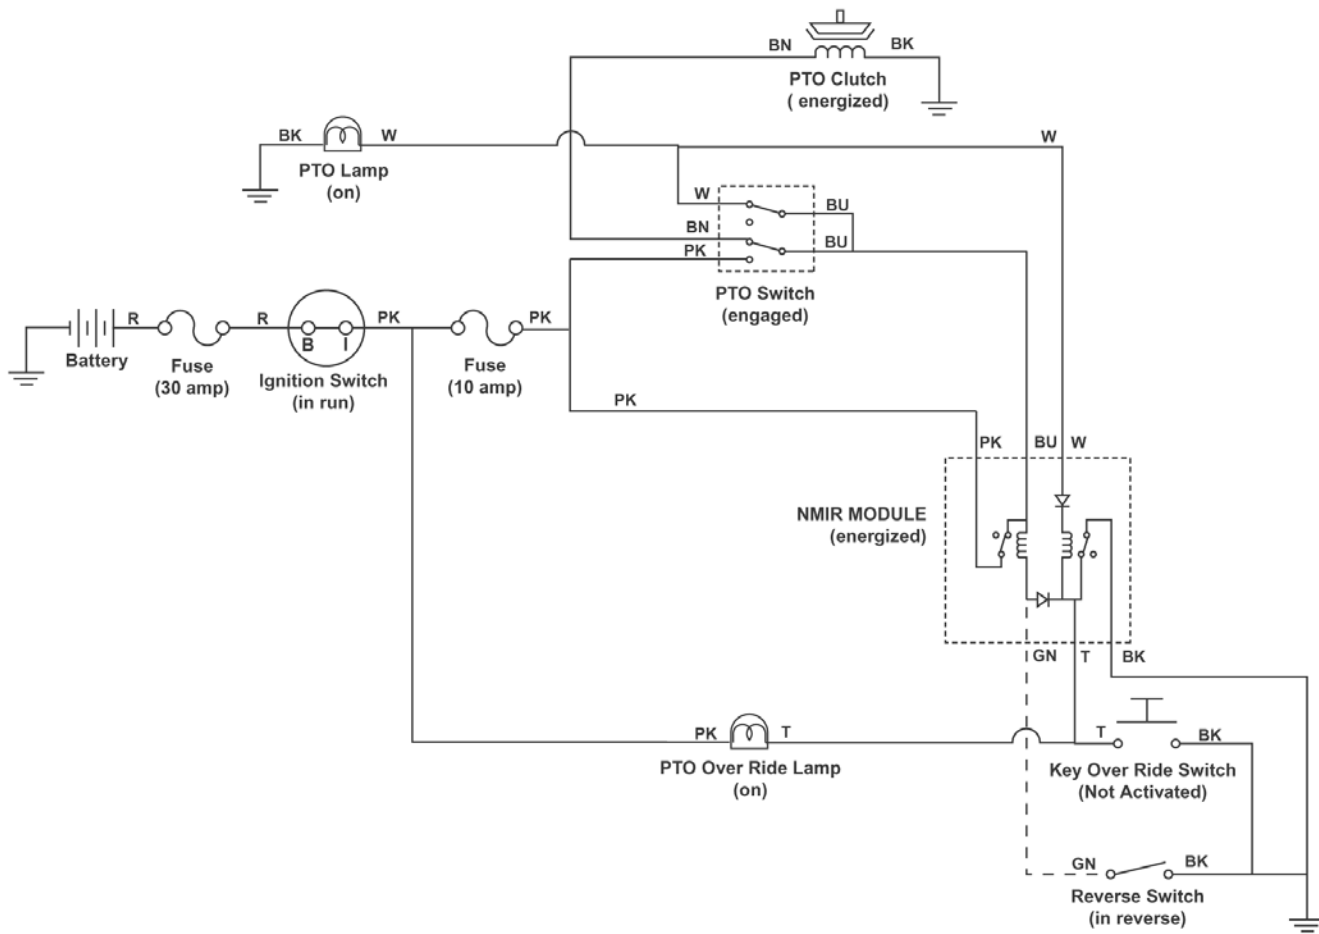 BN
BK
PTO Clutch
( energized)
BK
W
W
PTO Lamp
(on)
W
BU
BN
BU
PK
PTO Switch
(engaged)
R
R
PK
PK
B
I
Battery
Fuse
(30 amp)
Ignition Switch
(in run)
Fuse
(10 amp)
PK
PK
BU
W
NMIR MODULE
(energized)
GN
T
BK
PK
T
T
BK
PTO Over Ride Lamp
(on)
Key Over Ride Switch
(Not Activated)
GN
BK
Reverse Switch
(in reverse)